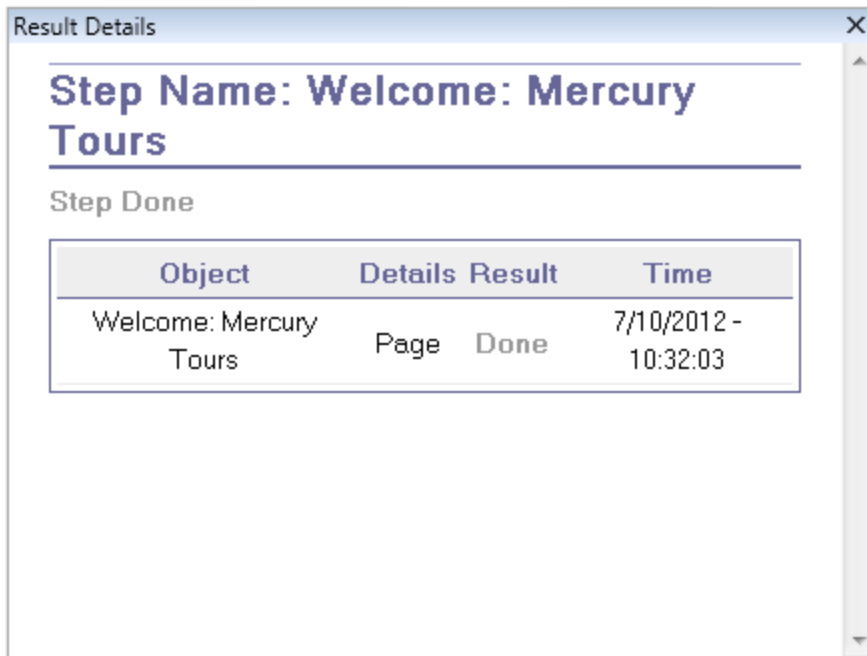 Result Details
Step Name: Welcome: Mercury
Tours
Step Done
Object Details Result Time
Welcome: Mercury
Tours
Page
Done
7/10/2012 -
10:32:03